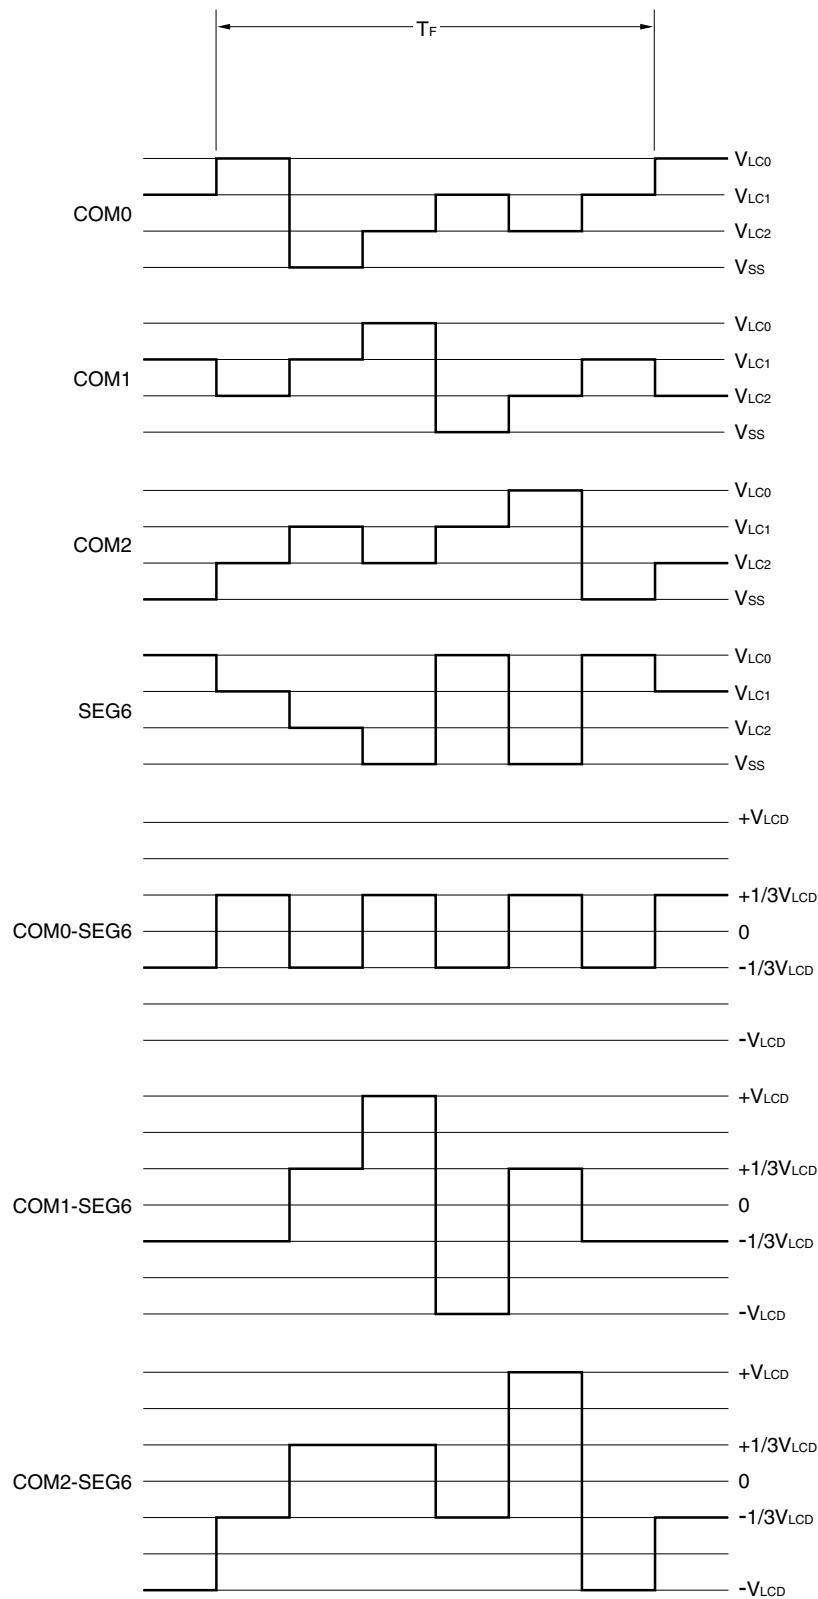 TF
VLC0
VLC1
COM0
VLC2
VSS
VLC0
VLC1
COM1
VLC2
VSS
VLC0
VLC1
COM2
VLC2
VSS
VLC0
VLC1
SEG6
VLC2
VSS
+VLCD
+1/3VLCD
COM0-SEG6
0
-1/3VLCD
-VLCD
+VLCD
+1/3VLCD
COM1-SEG6
0
-1/3VLCD
-VLCD
+VLCD
+1/3VLCD
COM2-SEG6
0
-1/3VLCD
-VLCD